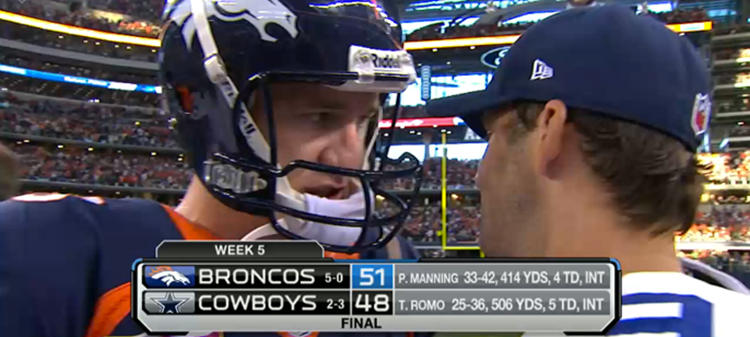 Riddell
WEEK 5
BRONCOS 5-0 51 P. MANNING 33-42, 414 YDS, 4 TD, INT
COWBOYS 2-3 48 T. ROMO 25-36, 506 YDS, 5 TD, INT
FINAL